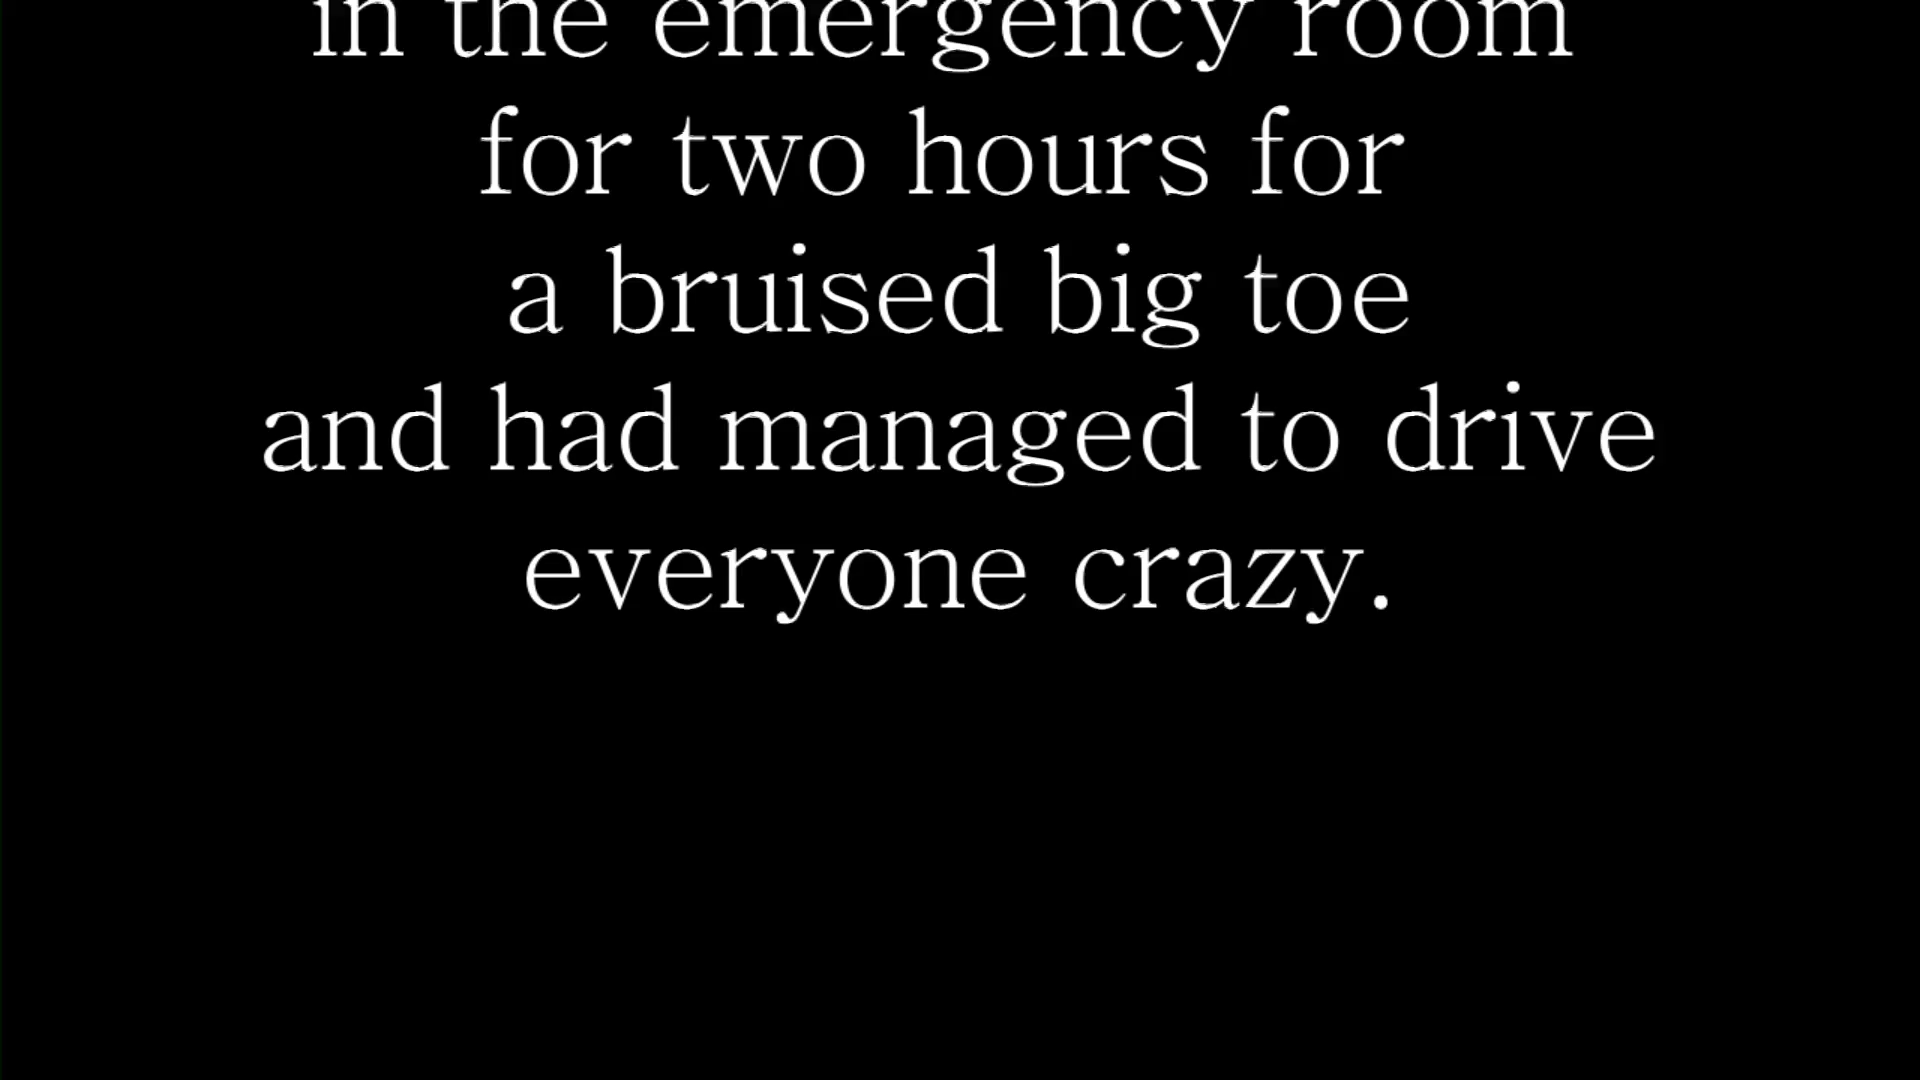 in the emergency room
for two hours for
a bruised big toe
and had managed to drive
everyone crazy.